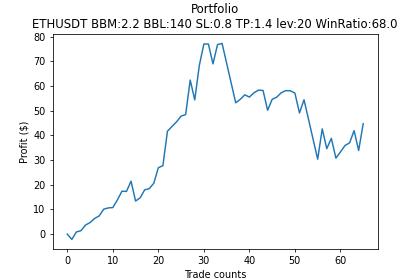 Portfolio
ETHUSDT BBM:2.2 BBL:140 SL:0.8 TP:1.4 lev:20 WinRatio:68.0
80
70
60
50
40
30
20
10
0
Profit ($)
0 10 20 30 40 50 60
Trade counts